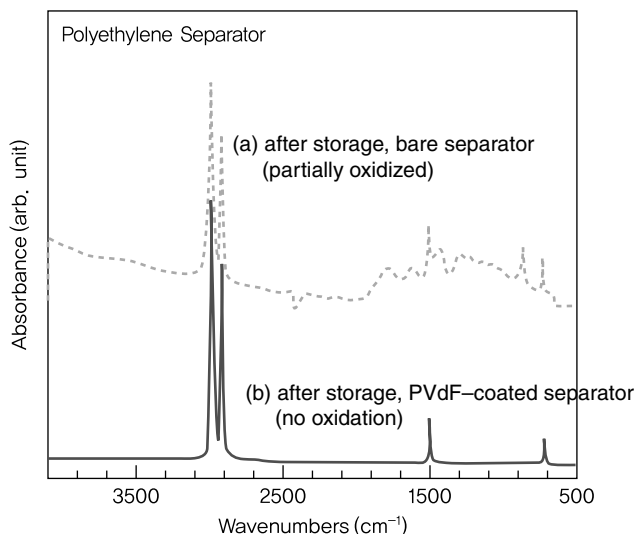 Polyethylene Separator
(a) after storage, bare separator
(partially oxidized)
(b) after storage, PVdF–coated separator
(no oxidation)
Absorbance (arb. unit)
3500 2500 1500 500
Wavenumbers (cm⁻¹)